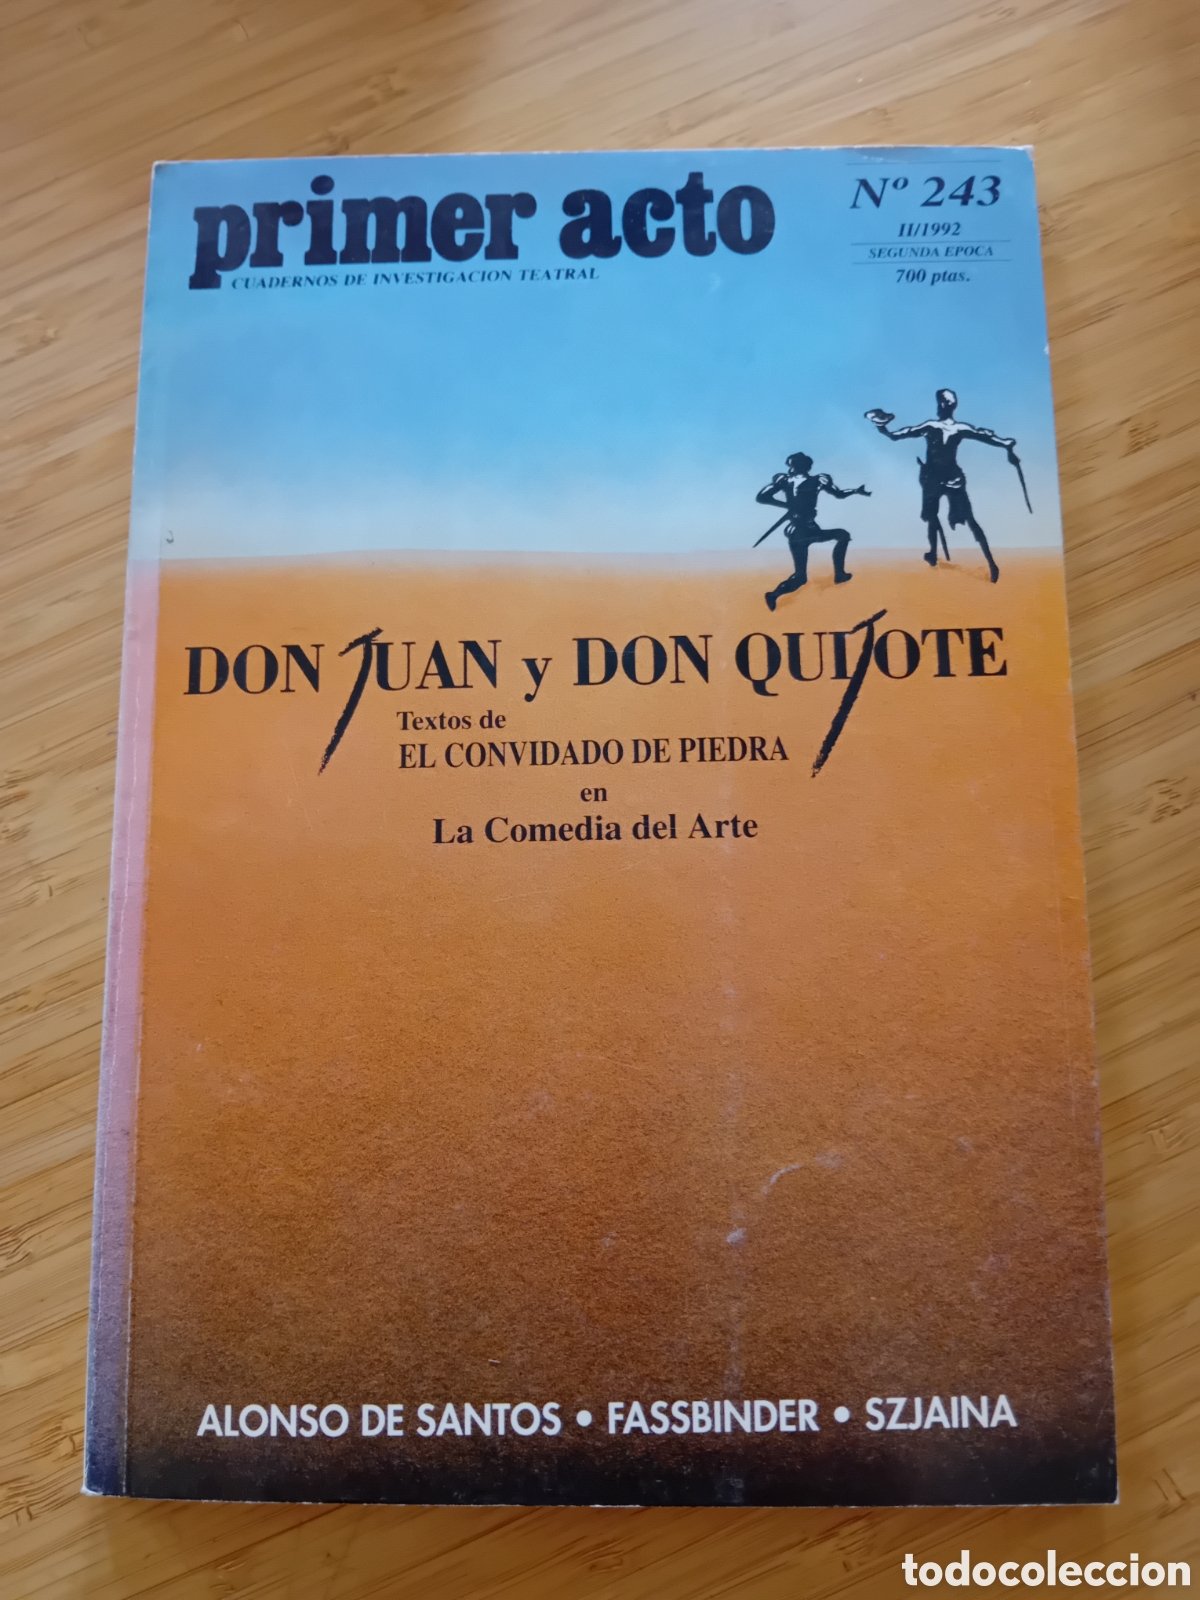 primer acto
CUADERNOS DE INVESTIGACION TEATRAL
Nº 243
II/1992
SEGUNDA EPOCA
700 ptas.
DON JUAN y DON QUIJOTE
Textos de
EL CONVIDADO DE PIEDRA
en
La Comedia del Arte
ALONSO DE SANTOS • FASSBINDER • SZJAINA
todocoleccion